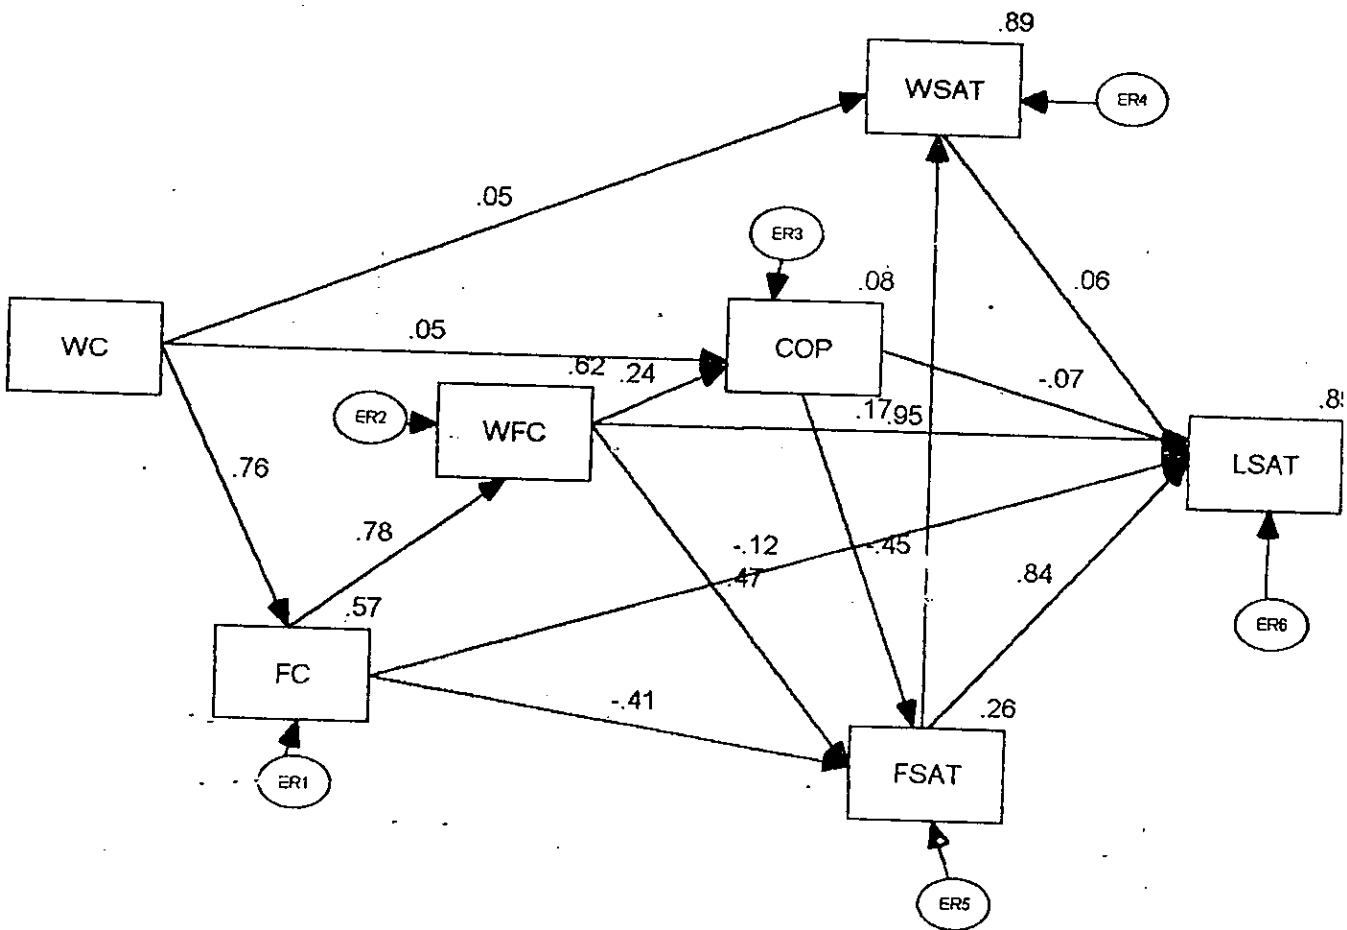 .89
WSAT
ER4
.05
ER3
.08
.06
WC
.05
COP
.62
.24
-.07
ER2
WFC
.17
.95
.8
LSAT
.76
.78
-.12
-.45
.47
.84
.57
ER6
FC
-.41
.26
FSAT
ER1
ER5